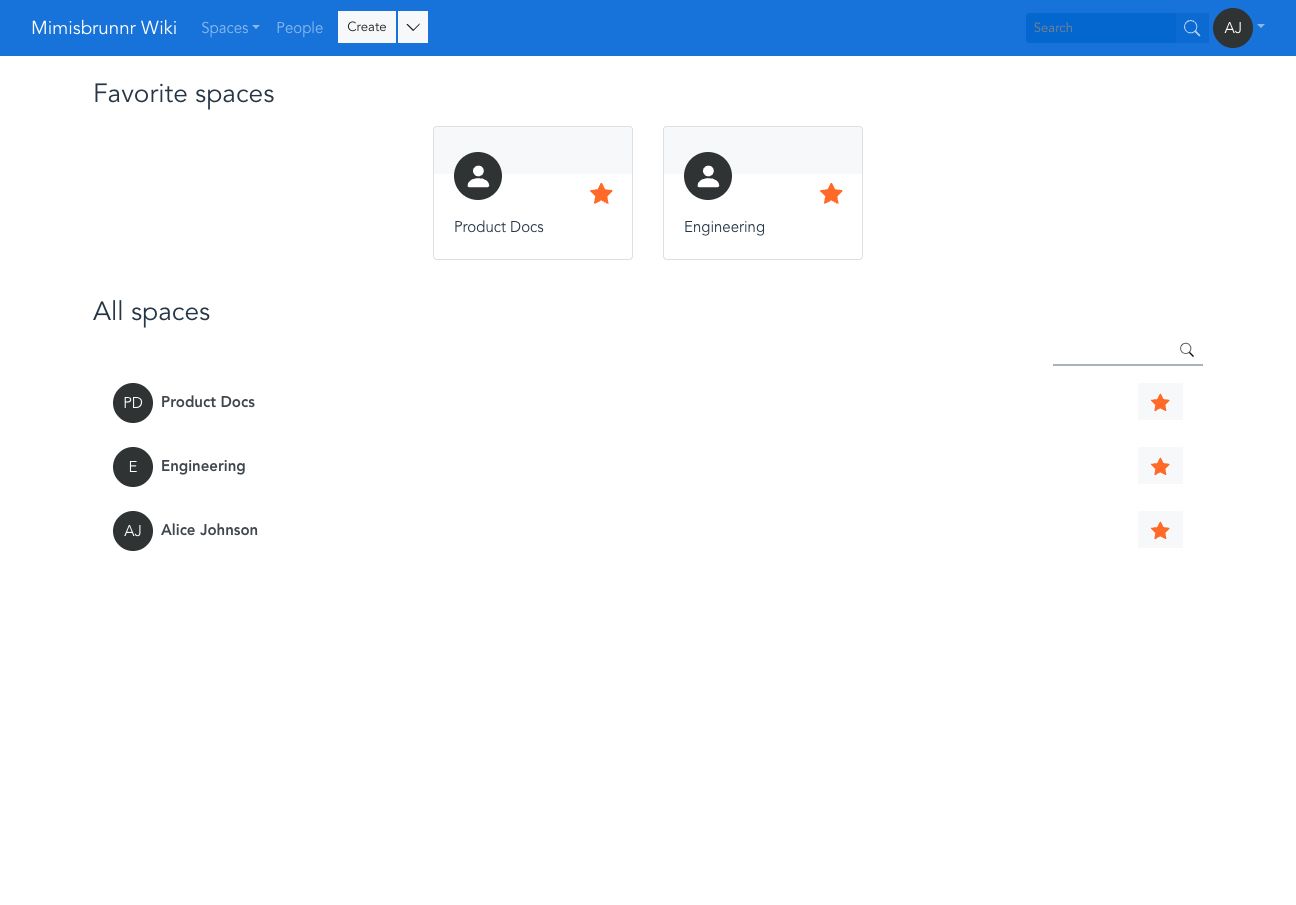 Mimisbrunnr Wiki Spaces People Create Search AJ
Favorite spaces
Product Docs Engineering
All spaces
PD Product Docs
E Engineering
AJ Alice Johnson